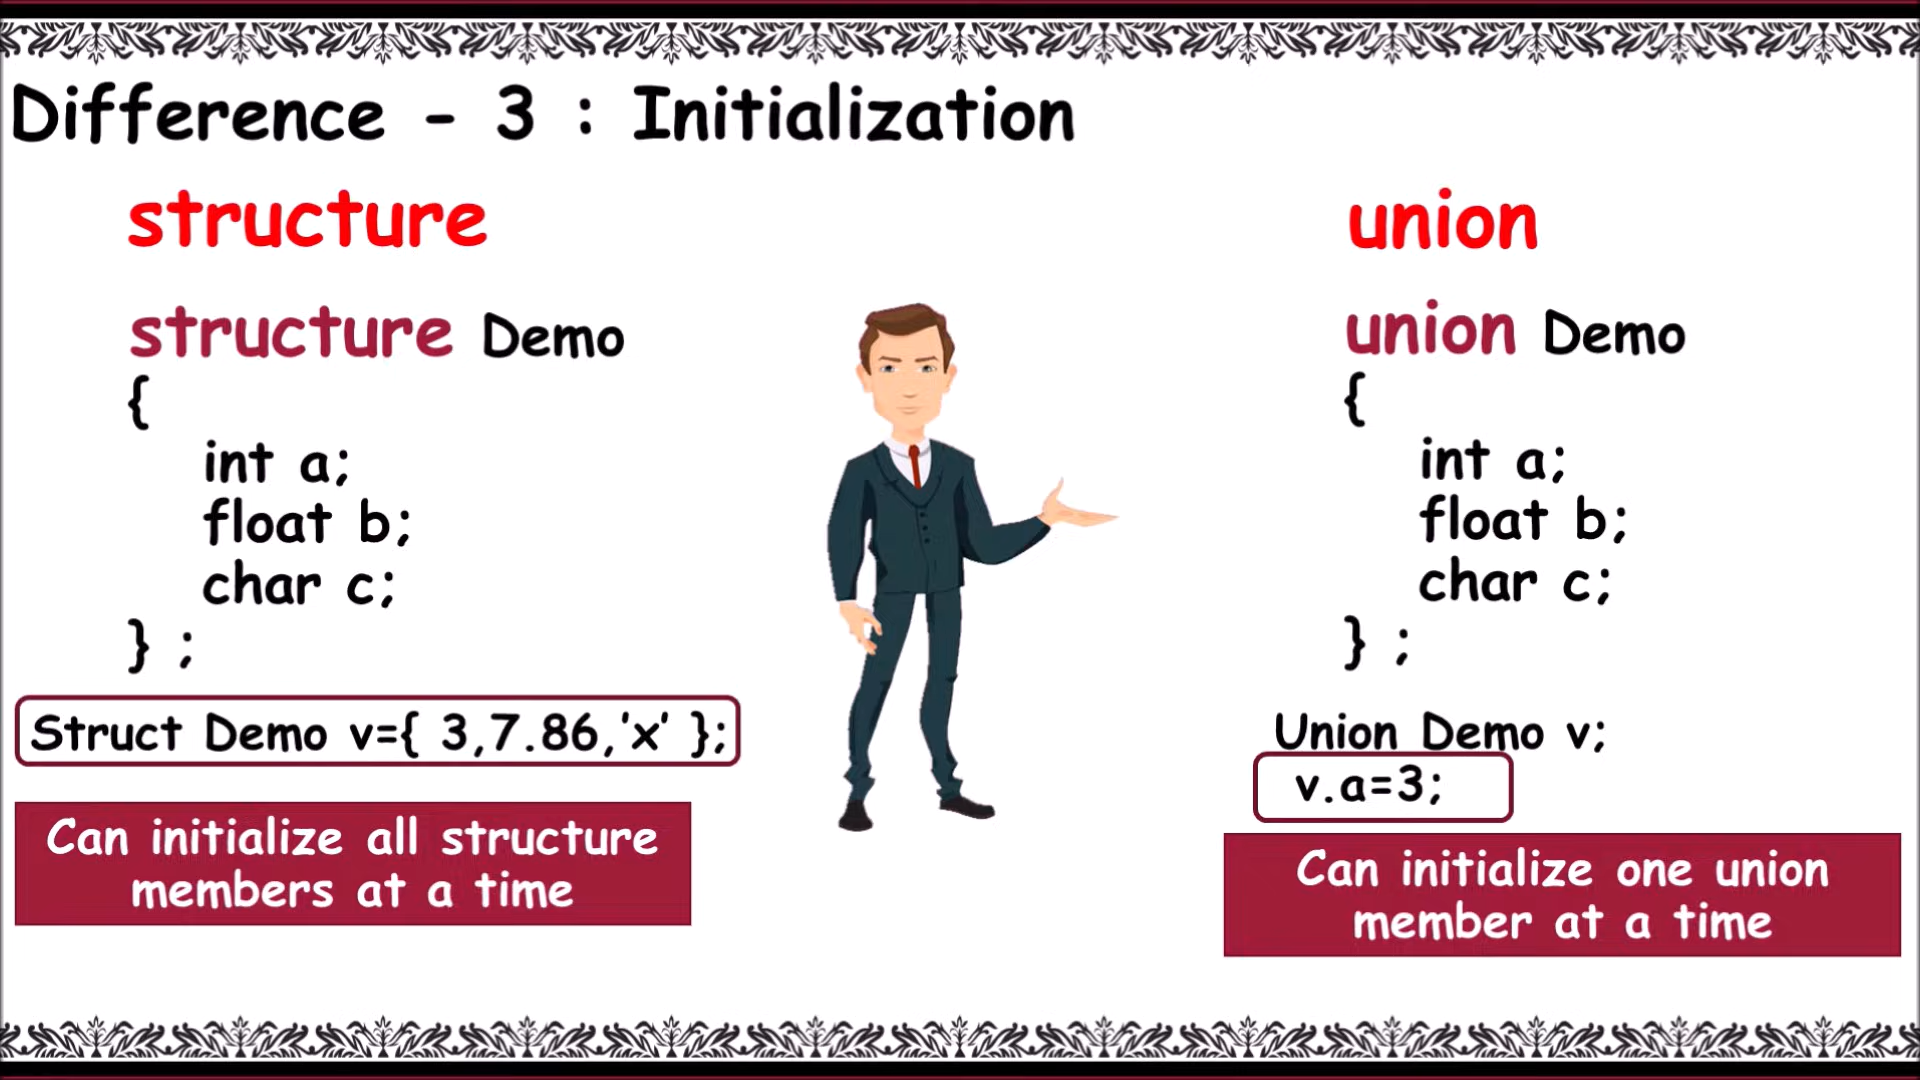 Difference - 3 : Initialization
structure
structure Demo
{
int a;
float b;
char c;
} ;
Struct Demo v={ 3,7.86,'x' };
Can initialize all structure
members at a time
union
union Demo
{
int a;
float b;
char c;
} ;
Union Demo v;
v.a=3;
Can initialize one union
member at a time